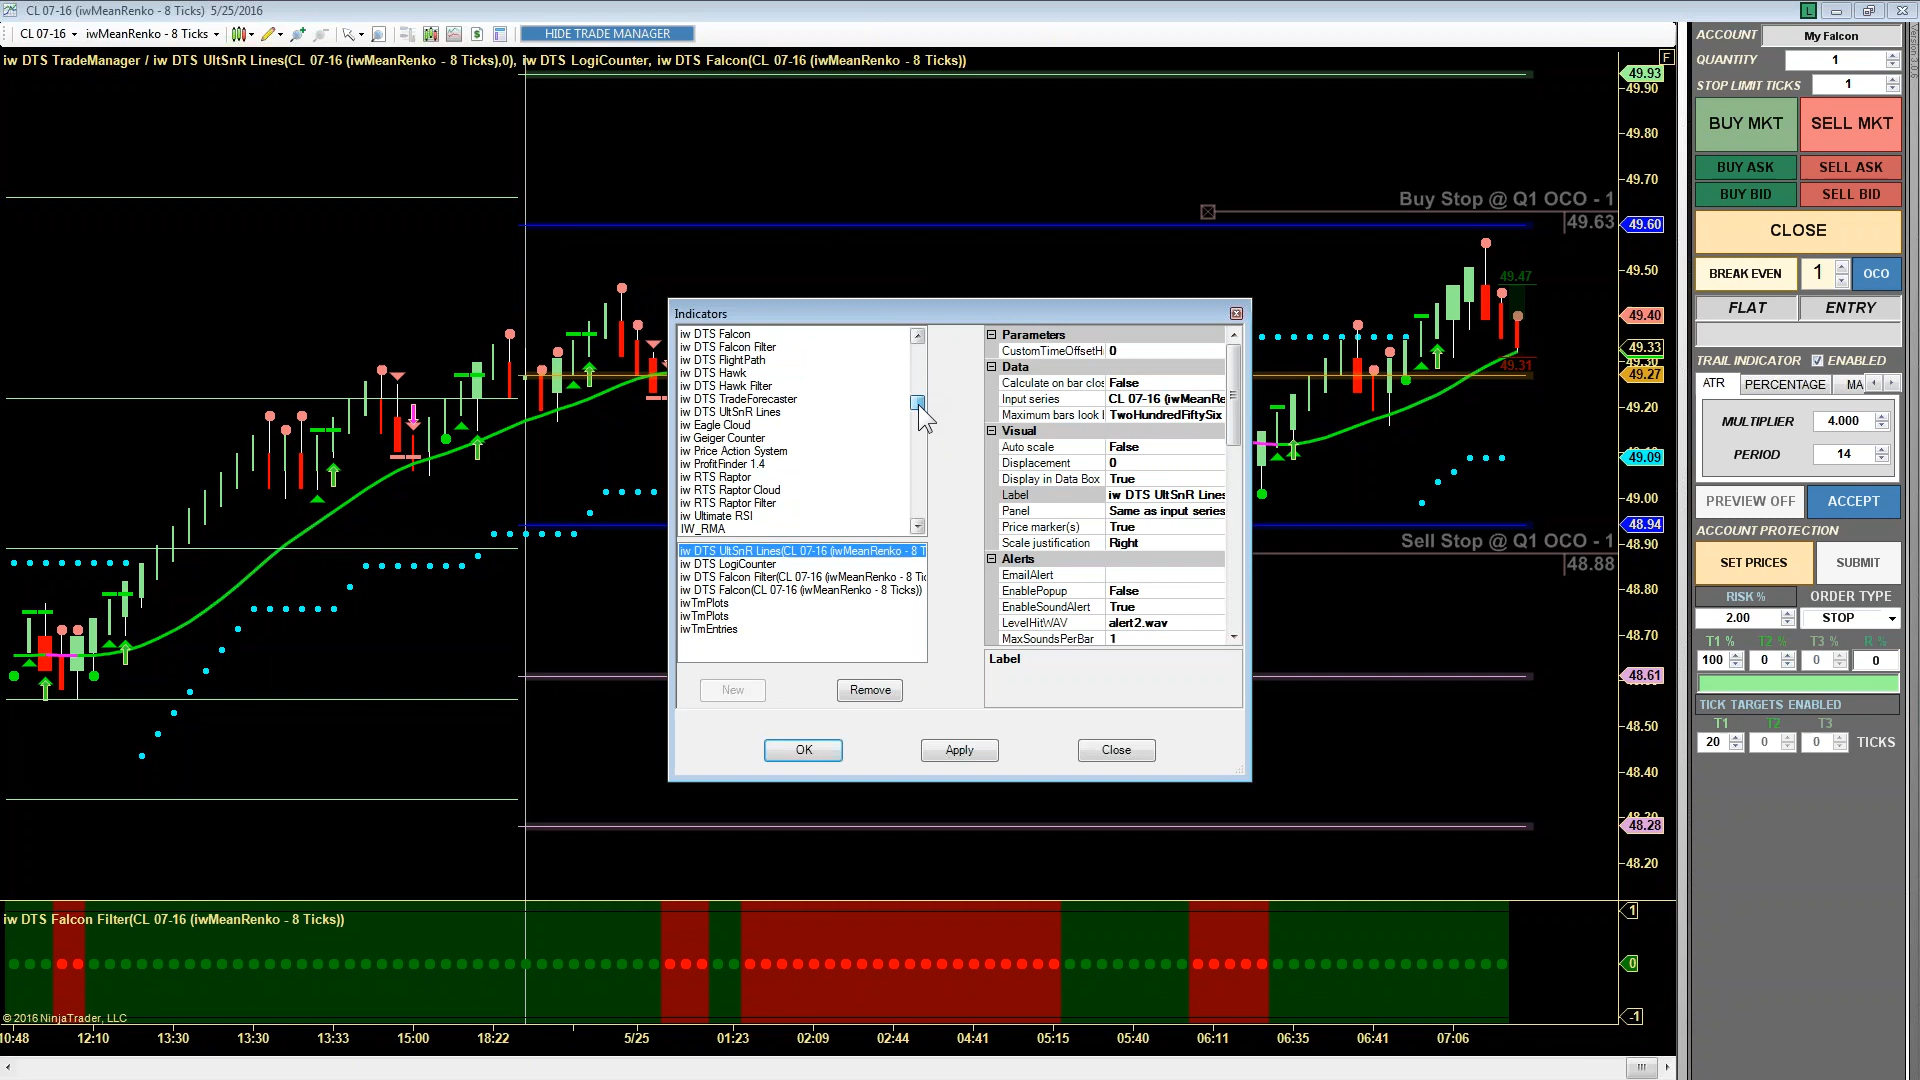 CL 07-16 (iwMeanRenko - 8 Ticks) 5/25/2016
CL 07-16 iwMeanRenko - 8 Ticks HIDE TRADE MANAGER
iw DTS TradeManager / iw DTS UltSnR Lines(CL 07-16 (iwMeanRenko - 8 Ticks),0), iw DTS LogiCounter, iw DTS Falcon(CL 07-16 (iwMeanRenko - 8 Ticks))
F
49.93
49.90
49.80
49.70
Buy Stop @ Q1 OCO - 1
49.63
49.60
49.50
49.47
49.40
49.33
49.31
49.27
49.20
49.09
49.00
48.94
48.90
Sell Stop @ Q1 OCO - 1
48.88
48.80
48.70
48.61
48.50
48.40
48.28
48.20
Indicators
iw DTS Falcon
iw DTS Falcon Filter
iw DTS FlightPath
iw DTS Hawk
iw DTS Hawk Filter
iw DTS TradeForecaster
iw DTS UltSnR Lines
iw Eagle Cloud
iw Geiger Counter
iw Price Action System
iw ProfitFinder 1.4
iw RTS Raptor
iw RTS Raptor Cloud
iw RTS Raptor Filter
iw Ultimate RSI
IW_RMA
iw DTS UltSnR Lines(CL 07-16 (iwMeanRenko - 8 T
iw DTS LogiCounter
iw DTS Falcon Filter(CL 07-16 (iwMeanRenko - 8 Tic
iw DTS Falcon(CL 07-16 (iwMeanRenko - 8 Ticks))
iwTmPlots
iwTmPlots
iwTmEntries
New Remove
Parameters
CustomTimeOffsetH 0
Data
Calculate on bar clos False
Input series CL 07-16 (iwMeanRe
Maximum bars look l TwoHundredFiftySix
Visual
Auto scale False
Displacement 0
Display in Data Box True
Label iw DTS UltSnR Lines
Panel Same as input series
Price marker(s) True
Scale justification Right
Alerts
EmailAlert
EnablePopup False
EnableSoundAlert True
LevelHitWAV alert2.wav
MaxSoundsPerBar 1
Label
OK Apply Close
iw DTS Falcon Filter(CL 07-16 (iwMeanRenko - 8 Ticks))
1
0
-1
© 2016 NinjaTrader, LLC
10:48 12:10 13:30 13:30 13:33 15:00 18:22 5/25 01:23 02:09 02:44 04:41 05:15 05:40 06:11 06:35 06:41 07:06
L
ACCOUNT My Falcon
QUANTITY 1
STOP LIMIT TICKS 1
BUY MKT SELL MKT
BUY ASK SELL ASK
BUY BID SELL BID
CLOSE
BREAK EVEN 1 OCO
FLAT ENTRY
TRAIL INDICATOR ENABLED
ATR PERCENTAGE MA
MULTIPLIER 4.000
PERIOD 14
PREVIEW OFF ACCEPT
ACCOUNT PROTECTION
SET PRICES SUBMIT
RISK % ORDER TYPE
2.00 STOP
T1 % T2 % T3 % R %
100 0 0 0
TICK TARGETS ENABLED
T1 T2 T3
20 0 0 TICKS